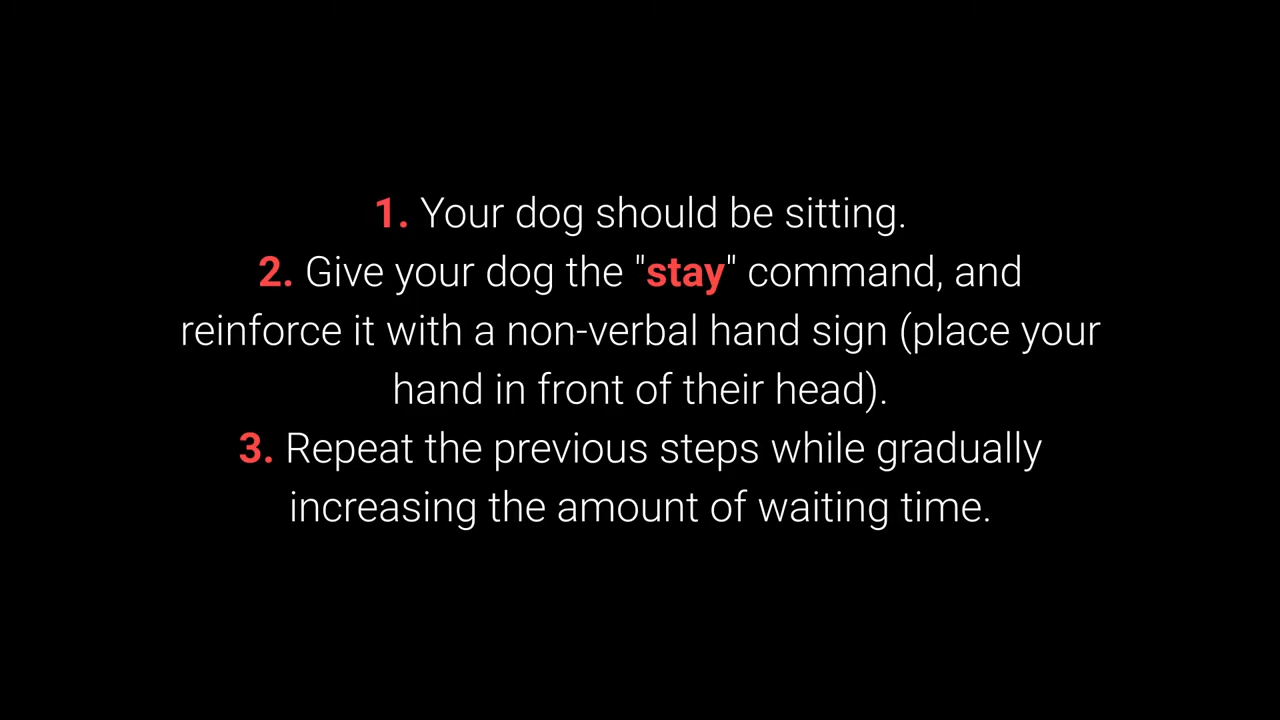 1. Your dog should be sitting.
2. Give your dog the "stay" command, and
reinforce it with a non-verbal hand sign (place your
hand in front of their head).
3. Repeat the previous steps while gradually
increasing the amount of waiting time.